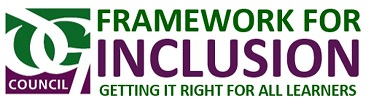 FRAMEWORK FOR
INCLUSION
GETTING IT RIGHT FOR ALL LEARNERS
COUNCIL